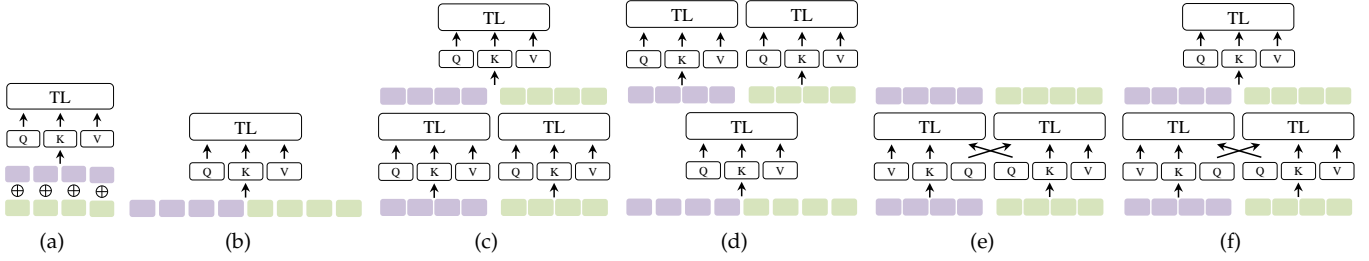 TL
Q K V
(a)
TL
Q K V
(b)
TL
Q K V
TL TL
Q K V Q K V
(c)
TL TL
Q K V Q K V
TL
Q K V
(d)
TL TL
V K Q Q K V
(e)
TL
Q K V
TL TL
V K Q Q K V
(f)